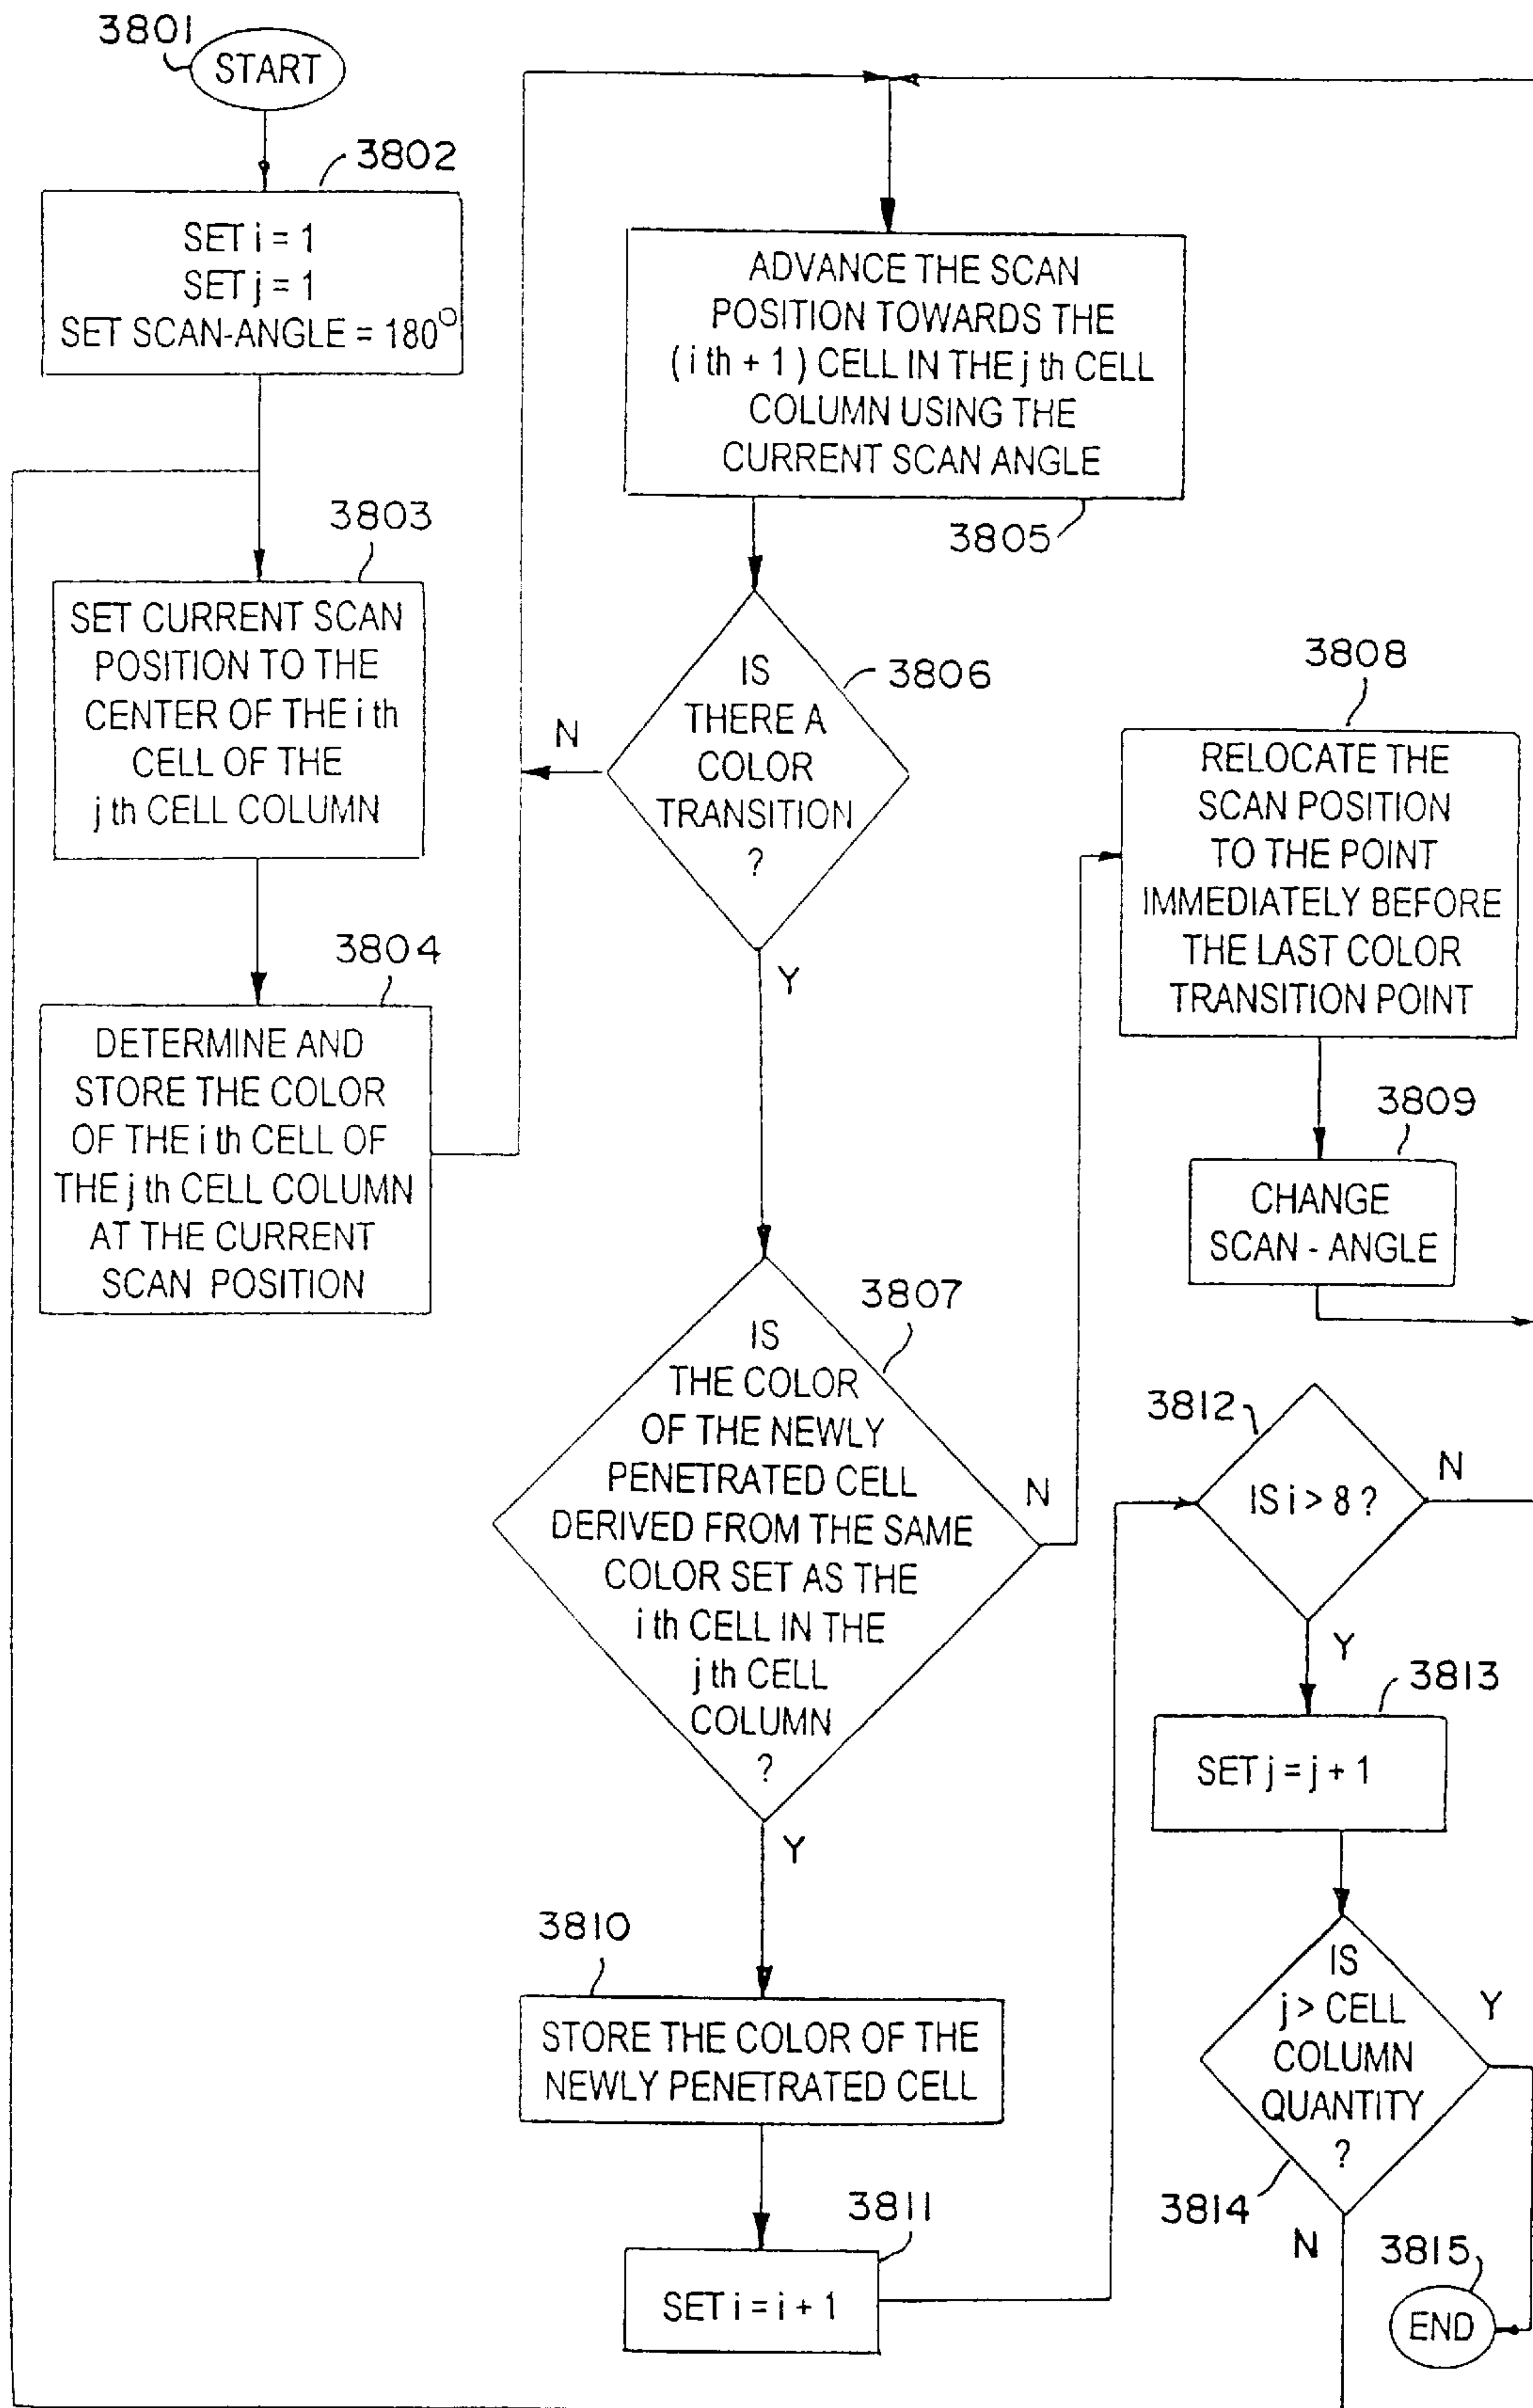 3801
START
3802
SET i = 1
SET j = 1
SET SCAN-ANGLE = 180°
3803
SET CURRENT SCAN
POSITION TO THE
CENTER OF THE i th
CELL OF THE
j th CELL COLUMN
3804
DETERMINE AND
STORE THE COLOR
OF THE i th CELL OF
THE j th CELL COLUMN
AT THE CURRENT
SCAN POSITION
ADVANCE THE SCAN
POSITION TOWARDS THE
( i th + 1 ) CELL IN THE j th CELL
COLUMN USING THE
CURRENT SCAN ANGLE
3805
IS
THERE A
COLOR
TRANSITION
?
3806
N
Y
3807
IS
THE COLOR
OF THE NEWLY
PENETRATED CELL
DERIVED FROM THE SAME
COLOR SET AS THE
i th CELL IN THE
j th CELL
COLUMN
?
N
Y
3808
RELOCATE THE
SCAN POSITION
TO THE POINT
IMMEDIATELY BEFORE
THE LAST COLOR
TRANSITION POINT
3809
CHANGE
SCAN - ANGLE
3810
STORE THE COLOR OF THE
NEWLY PENETRATED CELL
3811
SET i = i + 1
3812
IS i > 8 ?
N
Y
3813
SET j = j + 1
IS
j > CELL
COLUMN
QUANTITY
?
Y
3814
N
3815
END